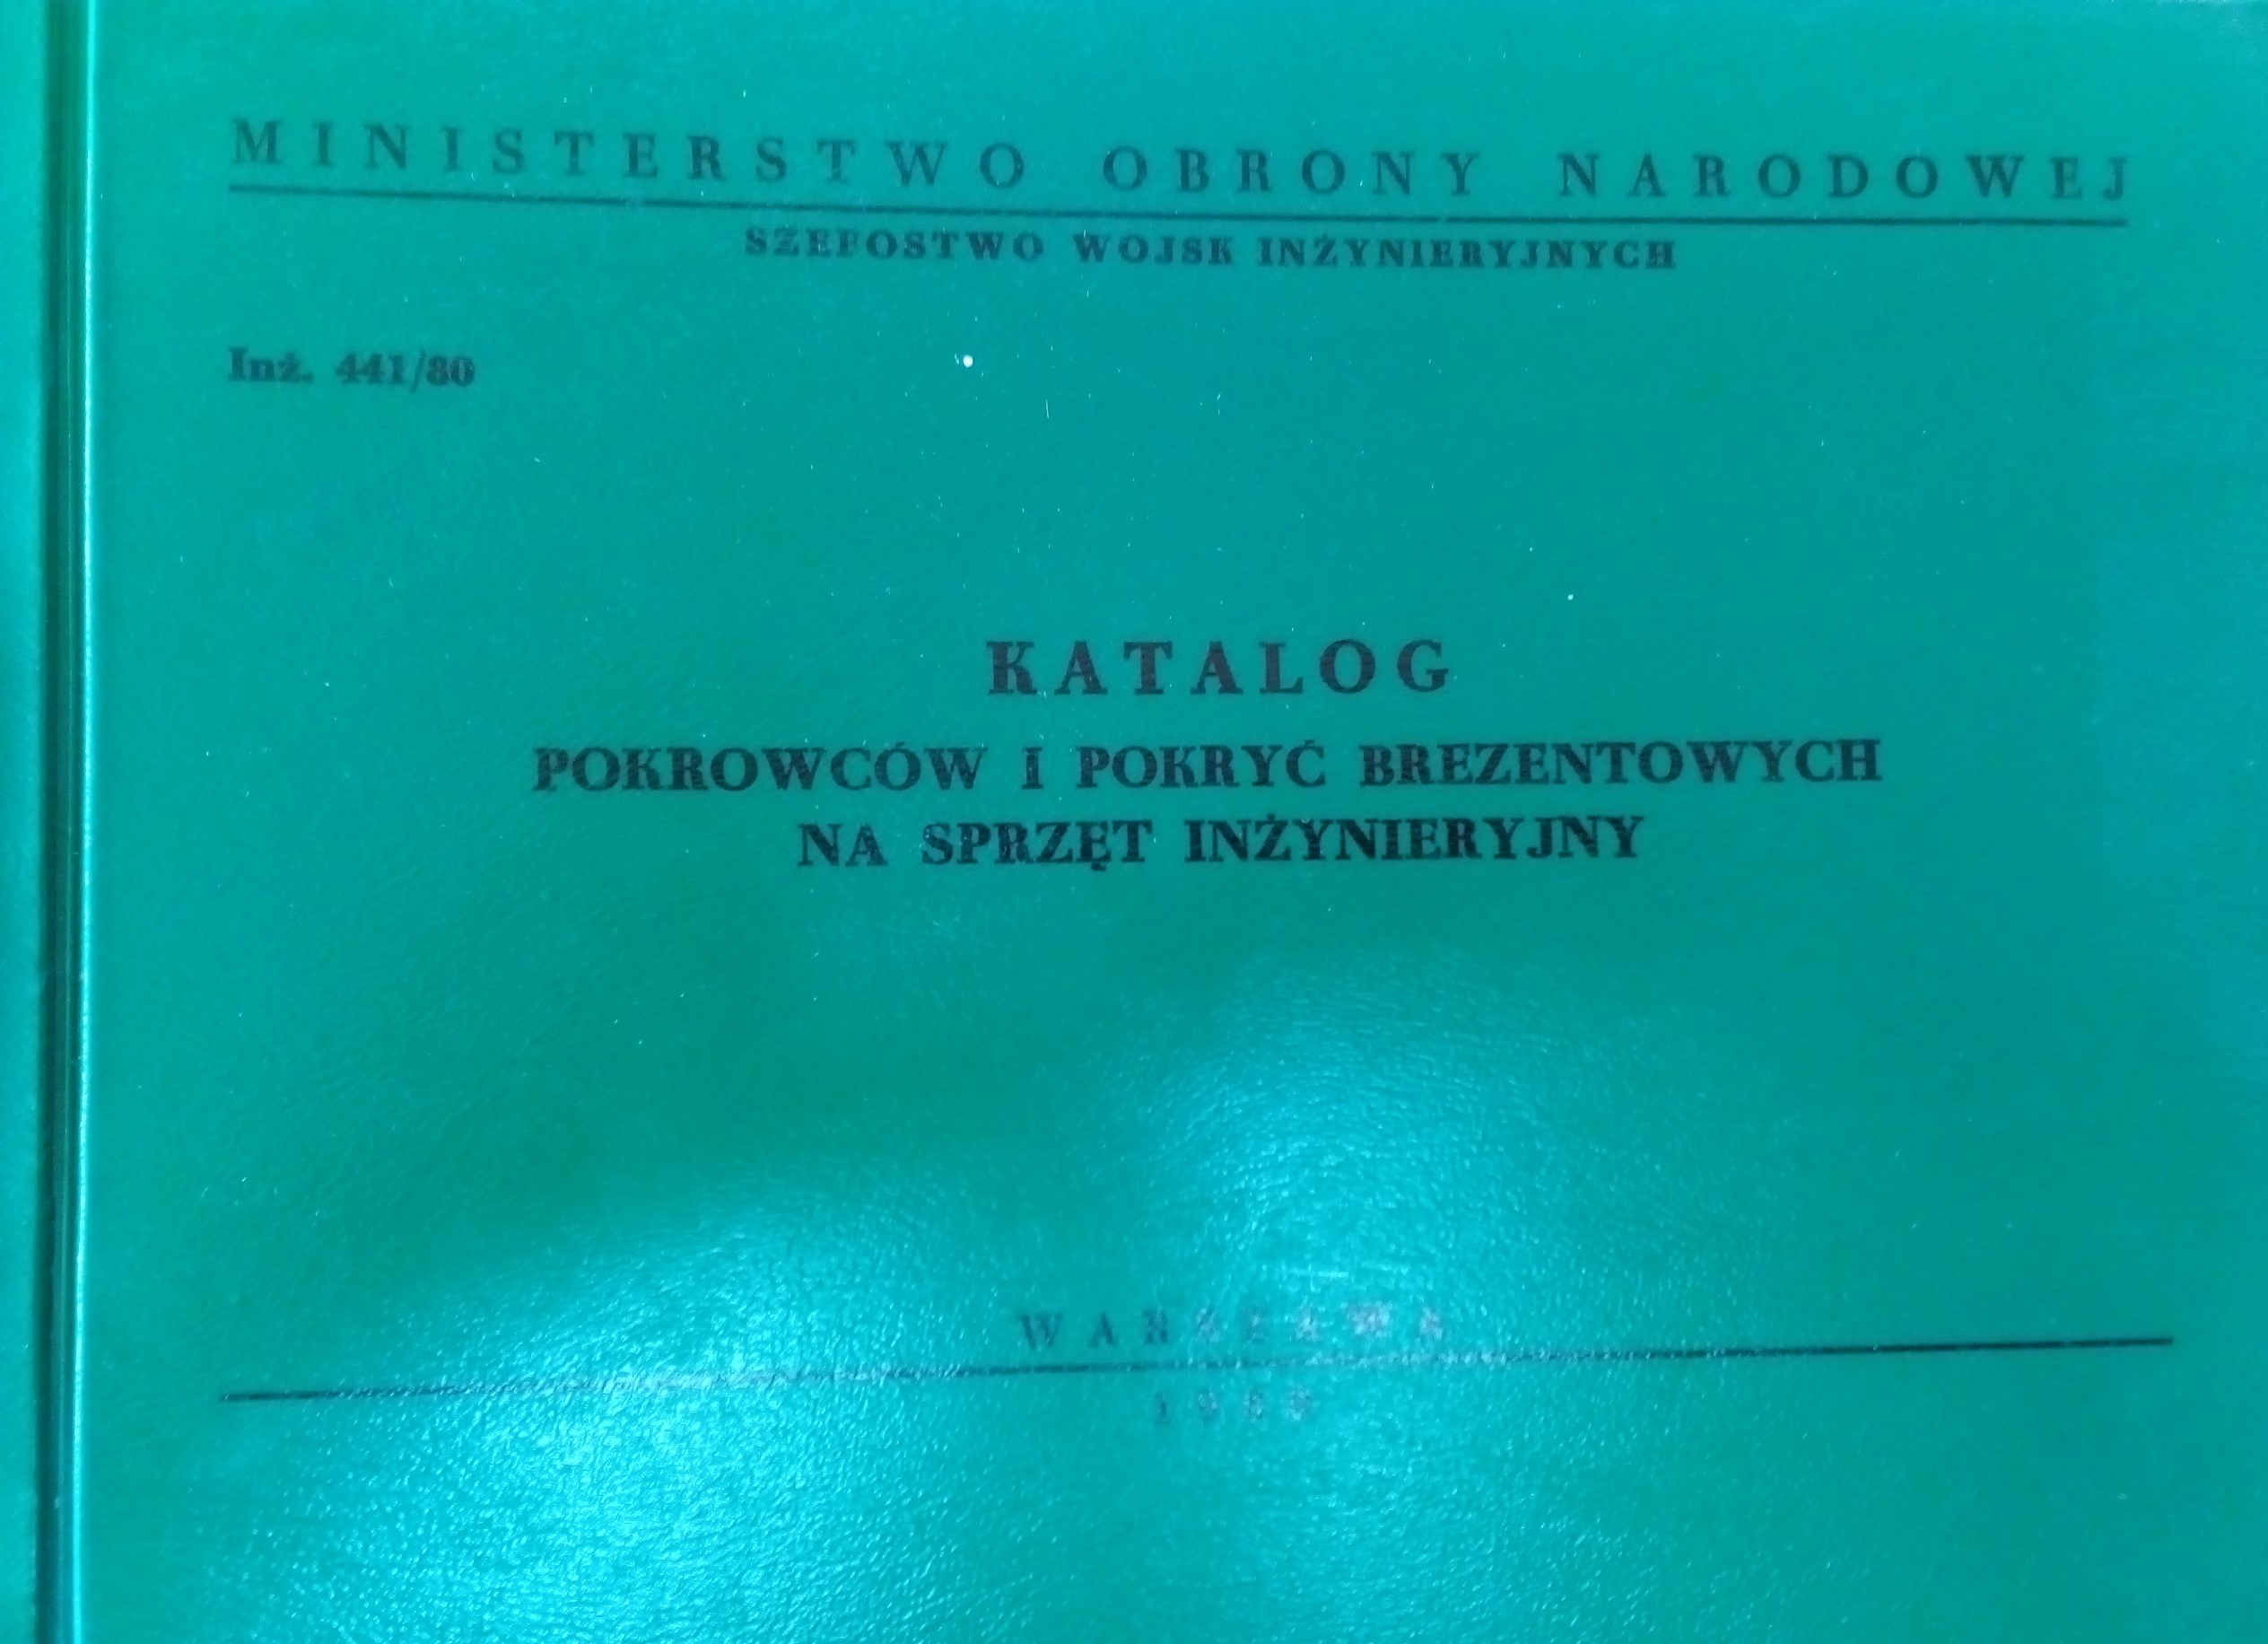 MINISTERSTWO OBRONY NARODOWEJ
SZEFOSTWO WOJSK INŻYNIERYJNYCH
Inż. 441/80
KATALOG
POKROWCÓW I POKRYĆ BREZENTOWYCH
NA SPRZĘT INŻYNIERYJNY
WARSZAWA